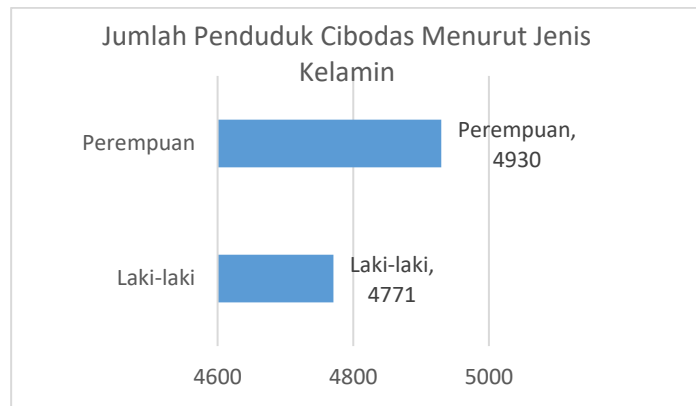 Jumlah Penduduk Cibodas Menurut Jenis
Kelamin
Perempuan
Perempuan,
4930
Laki-laki
Laki-laki,
4771
4600
4800
5000